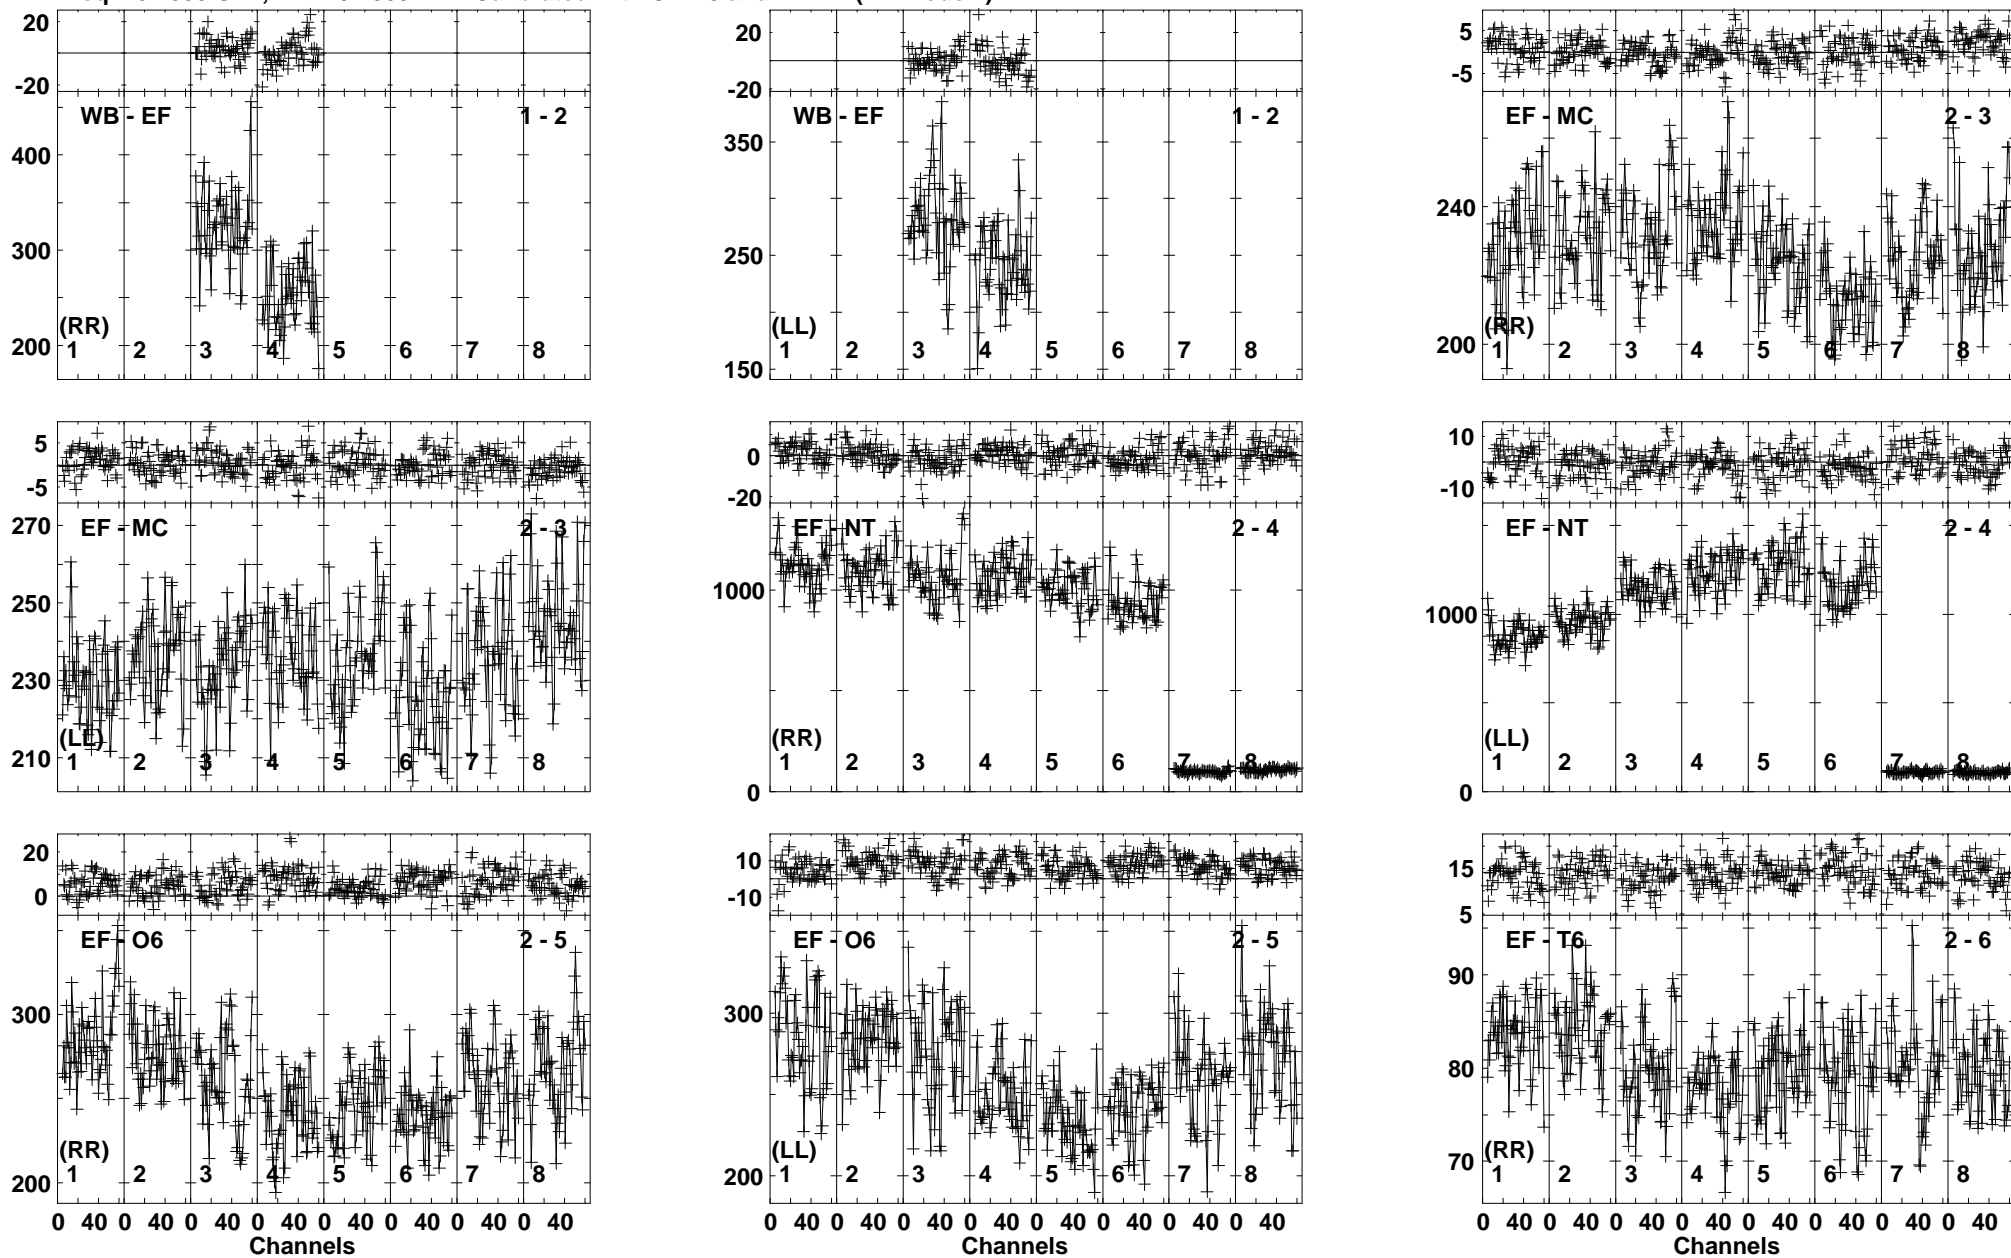 20 20 5
-20 -20 -5
WB - EF 1 - 2 WB - EF 1 - 2 EF - MC 2 - 3
400 350
300 250 240
(RR) (LL) (RR)
200 1 2 3 4 5 6 7 8 150 1 2 3 4 5 6 7 8 200 1 2 3 4 5 6 7 8
5 0 10
-5 -20 -10
270 EF - MC 2 - 3 EF - NT 2 - 4 EF - NT 2 - 4
250 1000 1000
230
(LL) (RR) (LL)
210 1 2 3 4 5 6 7 8 1 2 3 4 5 6 7 8 1 2 3 4 5 6 7 8
0 0
20 10 15
0 -10 5
EF - O6 2 - 5 EF - O6 2 - 5 EF - T6 2 - 6
300 300 90
80
(RR) (LL) (RR)
200 1 2 3 4 5 6 7 8 200 1 2 3 4 5 6 7 8 70 1 2 3 4 5 6 7 8
0 40 0 40 0 40 0 40 0 40 0 40 0 40 0 40 0 40 0 40 0 40 0 40 0 40 0 40 0 40 0 40 0 40 0 40 0 40 0 40 0 40 0 40 0 40 0 40
Channels Channels Channels